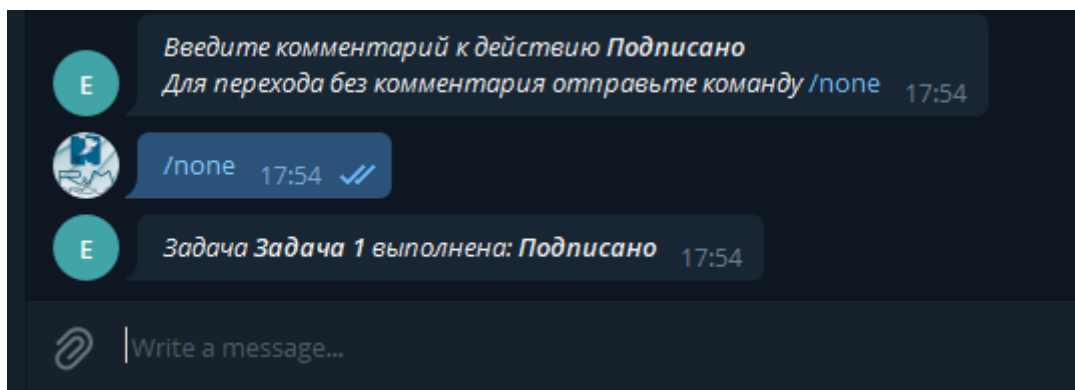 Введите комментарий к действию Подписано
Для перехода без комментария отправьте команду /none 17:54
E
/none 17:54
Задача Задача 1 выполнена: Подписано 17:54
E
Write a message...